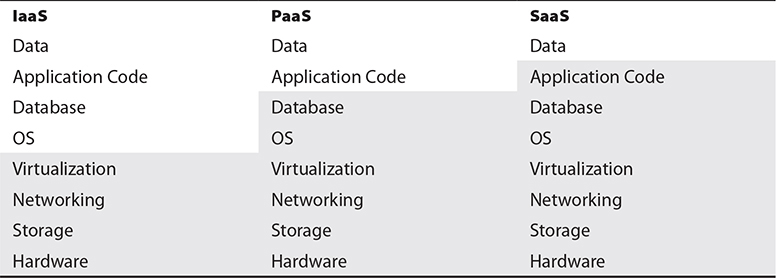 IaaS PaaS SaaS
Data Data Data
Application Code Application Code Application Code
Database Database Database
OS OS OS
Virtualization Virtualization Virtualization
Networking Networking Networking
Storage Storage Storage
Hardware Hardware Hardware